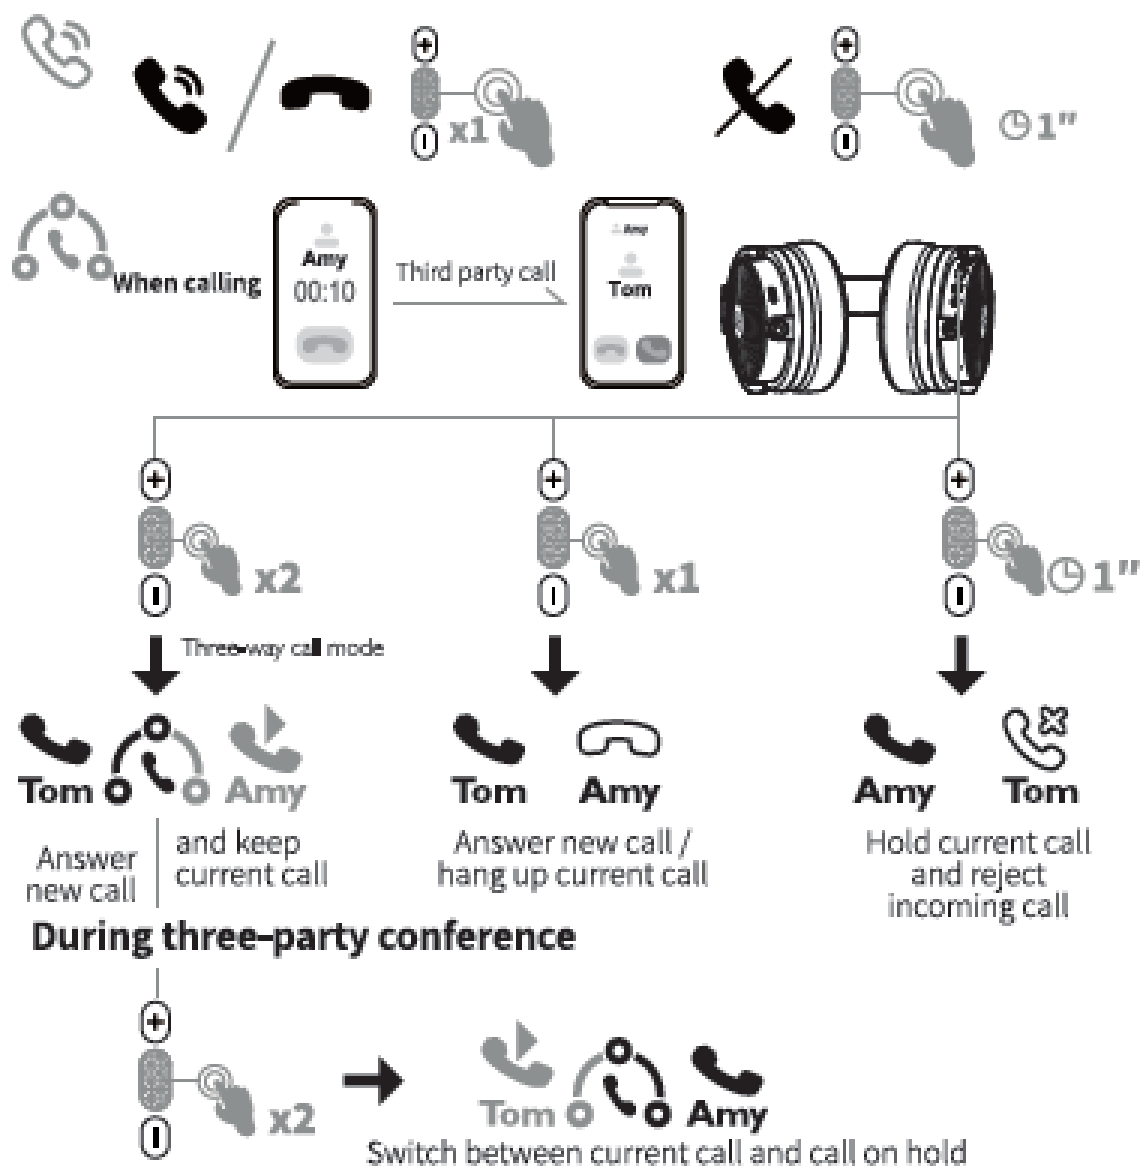 +
+
x1
1"
When calling
Amy
00:10
Third party call
Amy
Tom
+
+
+
x2
x1
1"
Three-way call mode
Tom
Amy
Tom
Amy
Amy
Tom
Answer
new call
and keep
current call
Answer new call /
hang up current call
Hold current call
and reject
incoming call
During three-party conference
+
x2
Tom
Amy
Switch between current call and call on hold